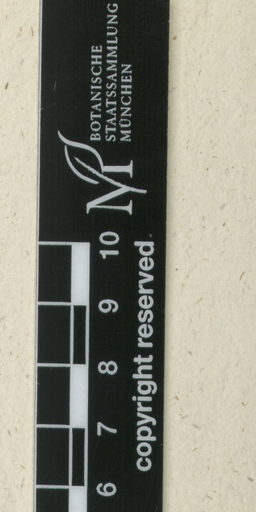 BOTANISCHE
STAATSSAMMLUNG
MÜNCHEN
6 7 8 9 10
copyright reserved